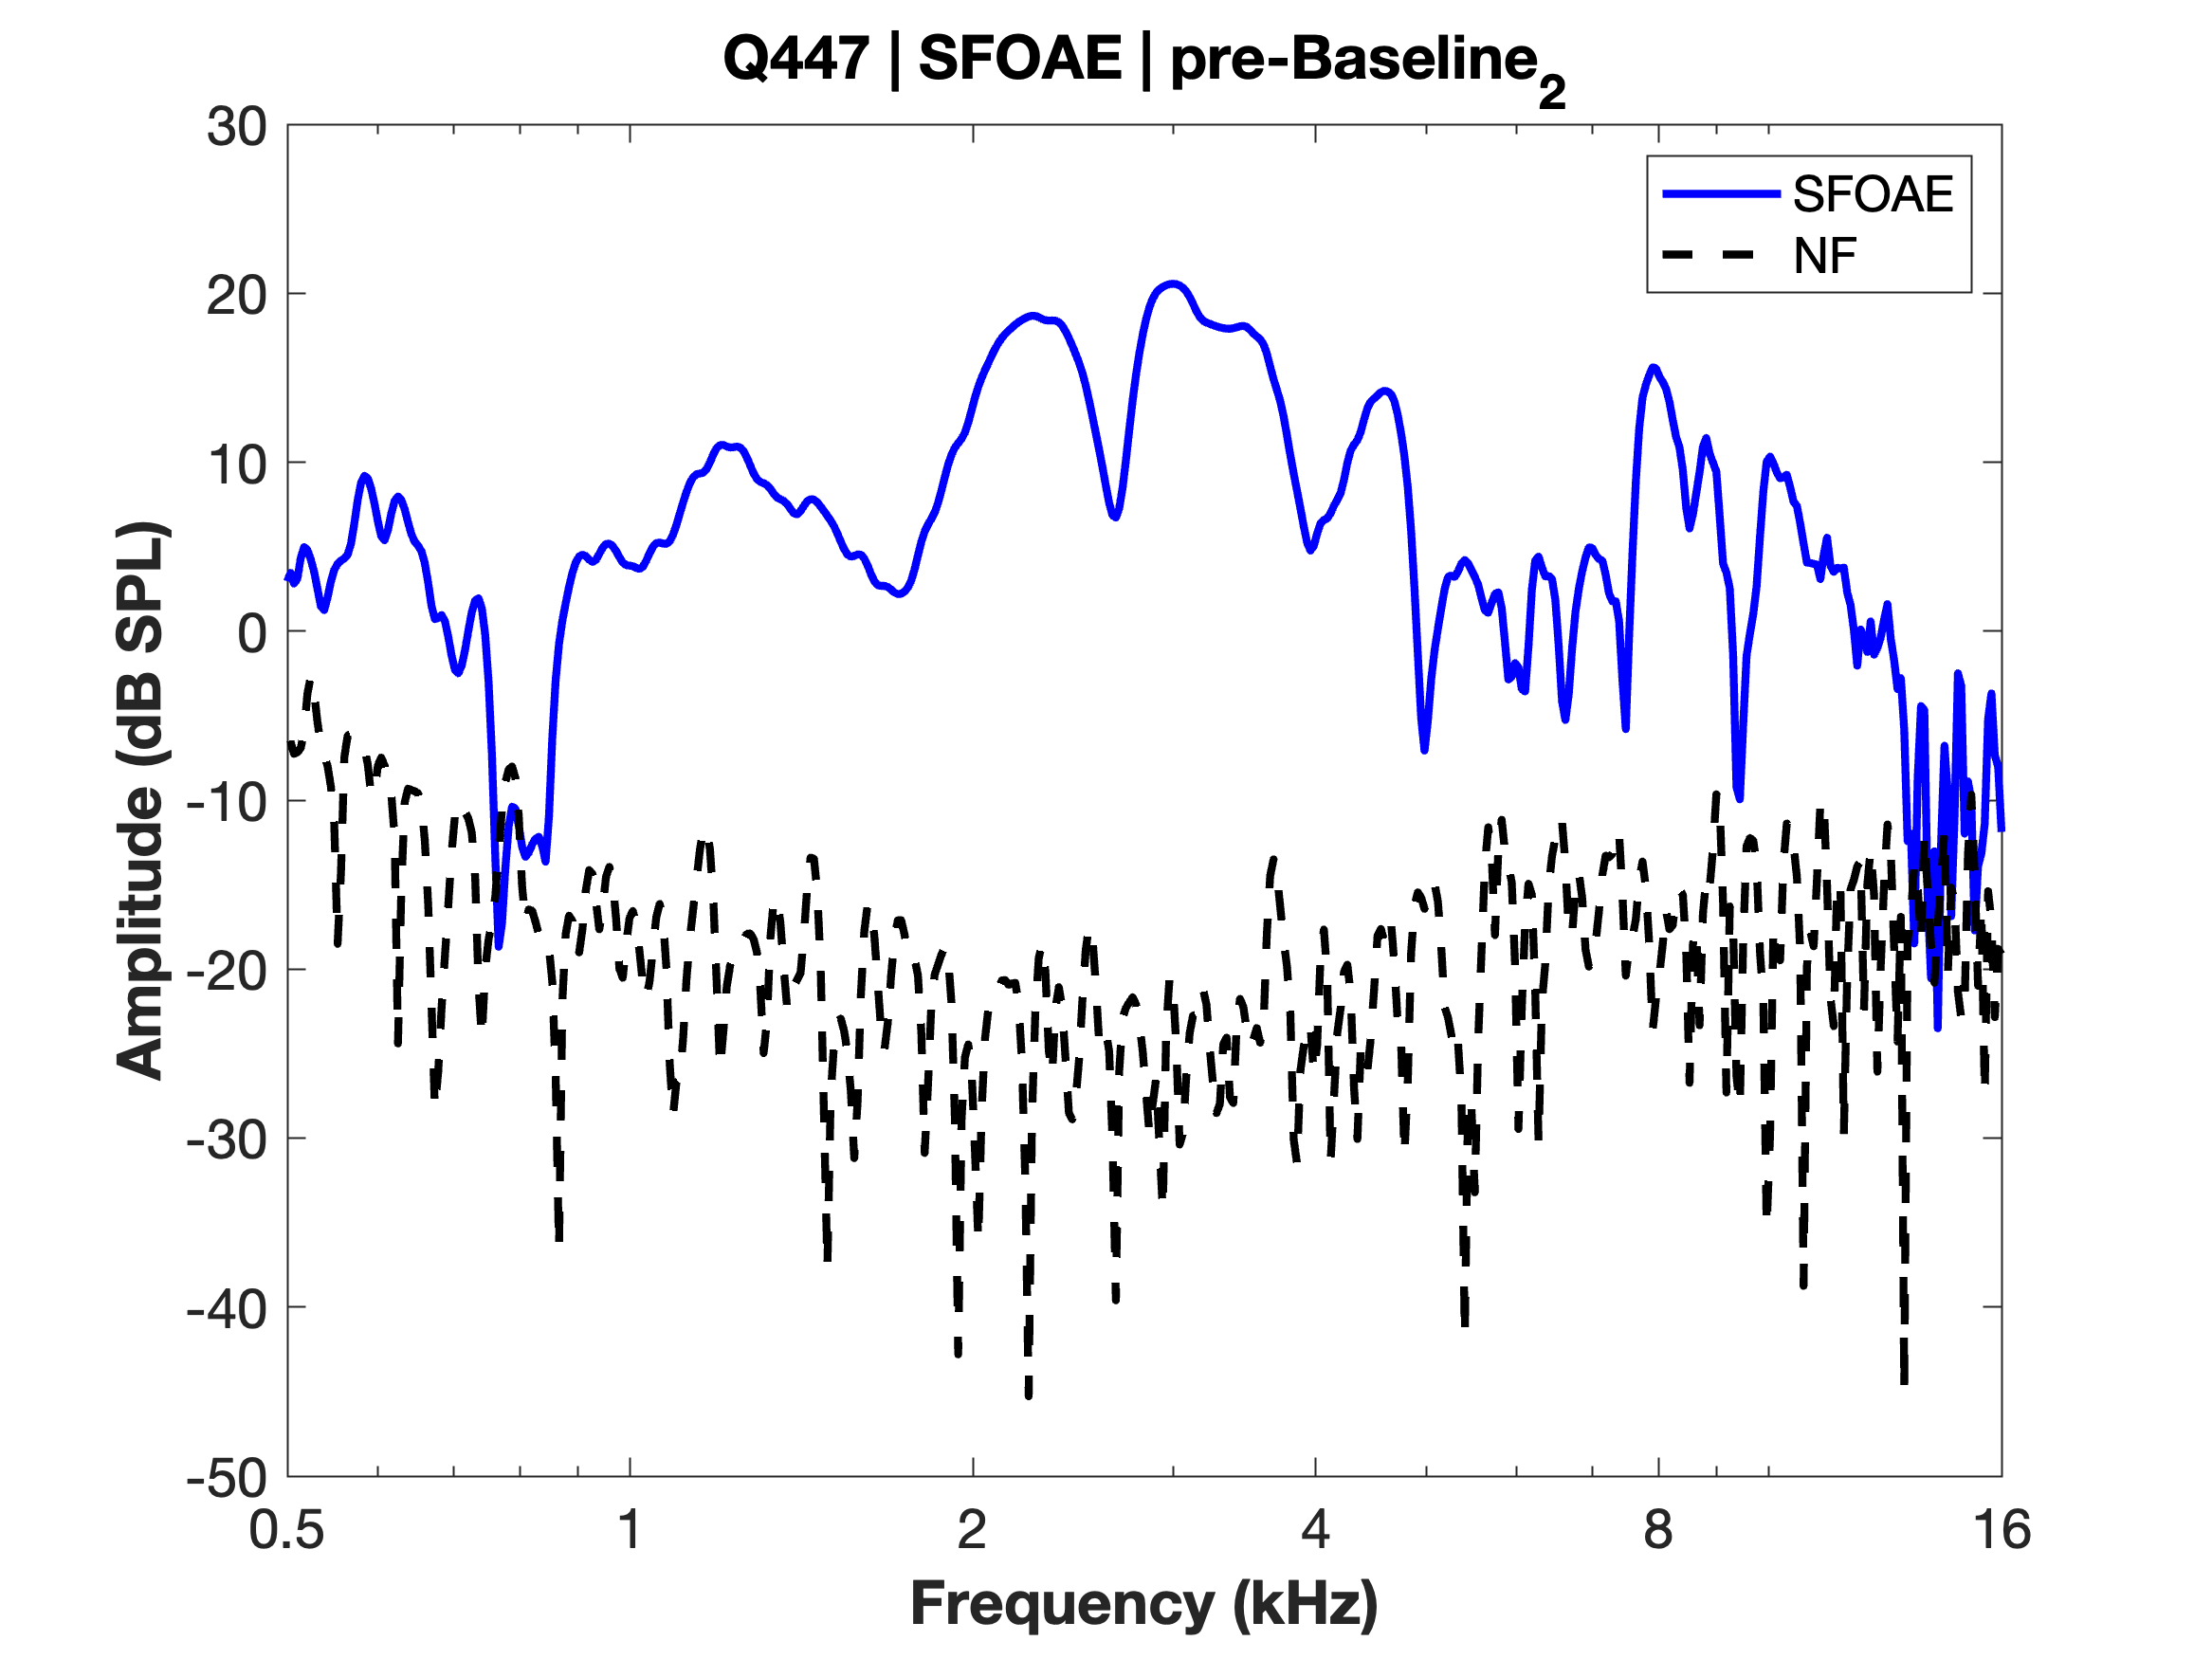 Q447 | SFOAE | pre-Baseline2
30
20
10
0
-10
-20
-30
-40
-50
Amplitude (dB SPL)
SFOAE
NF
0.5 1 2 4 8 16
Frequency (kHz)